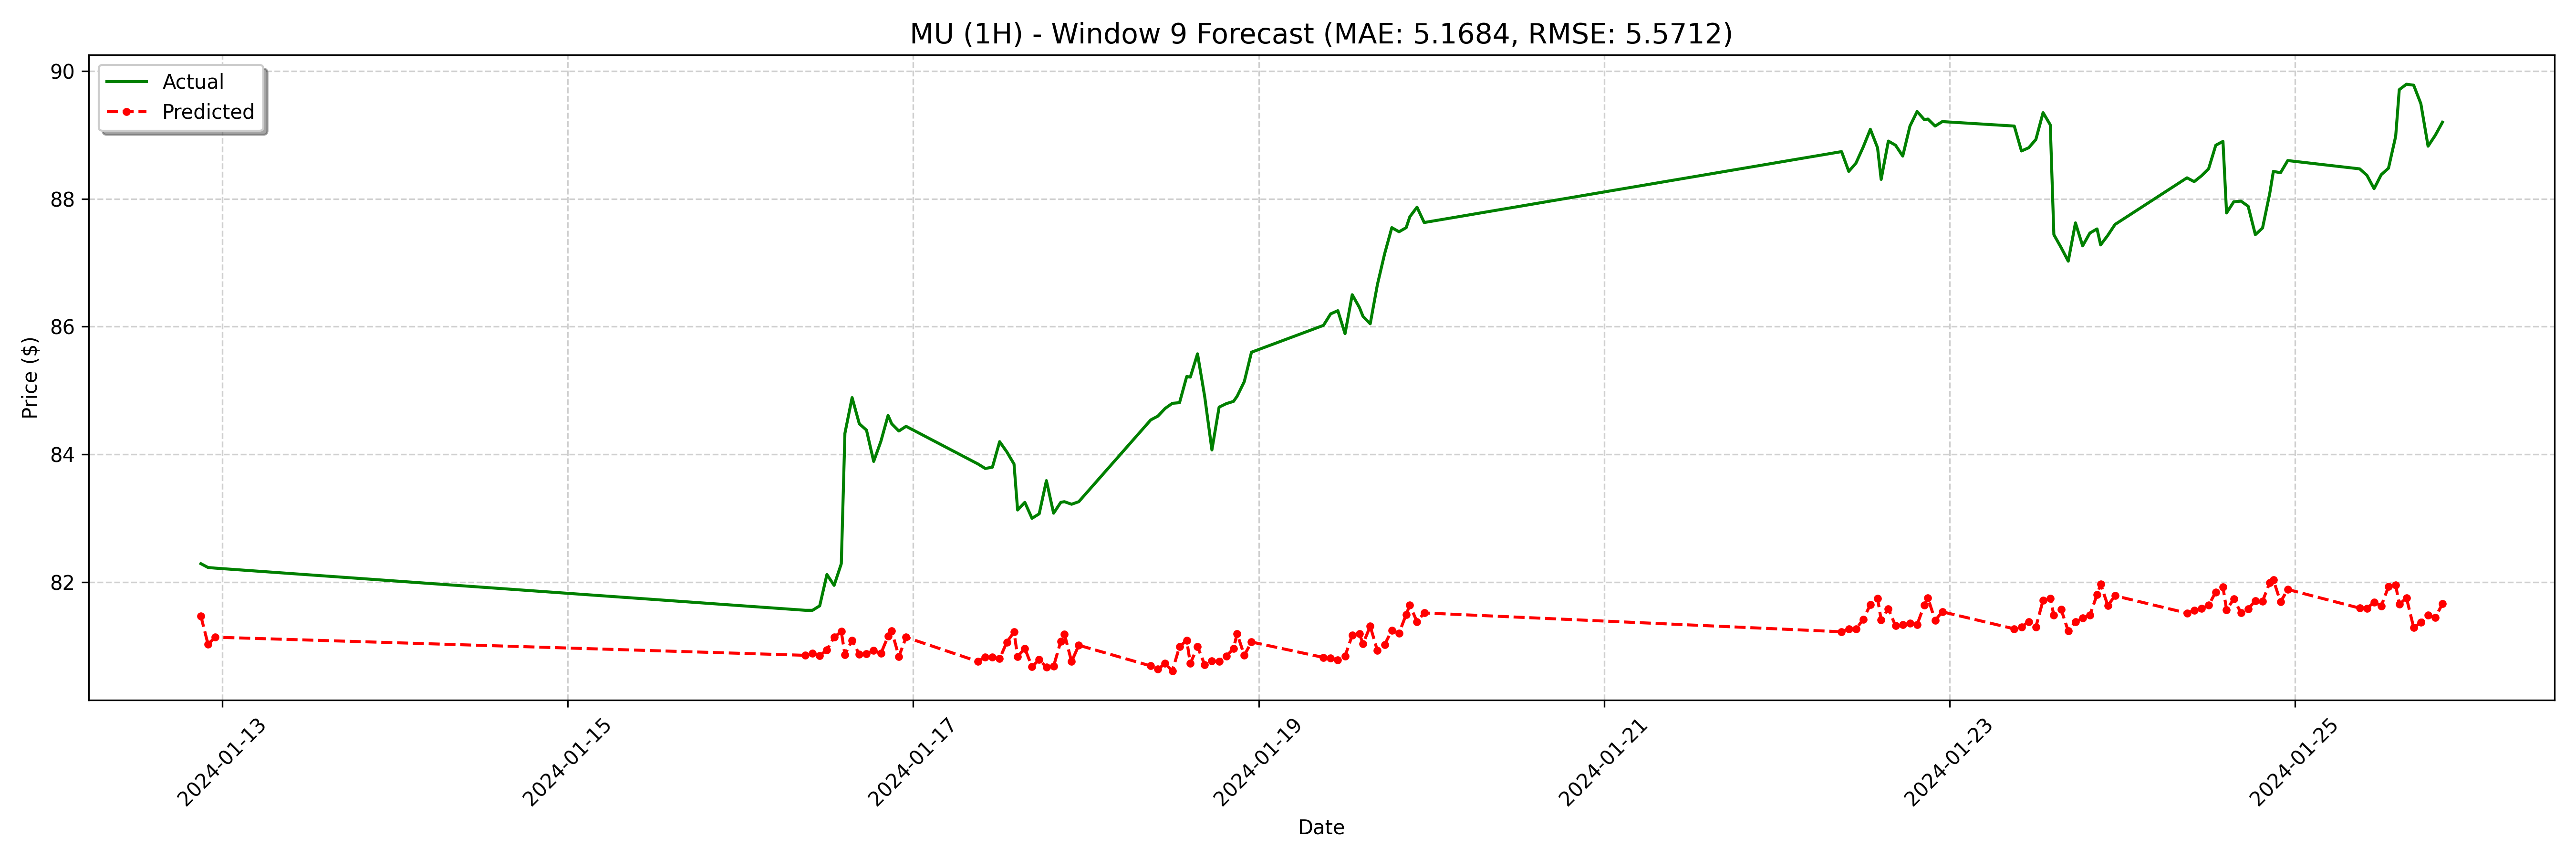 MU (1H) - Window 9 Forecast (MAE: 5.1684, RMSE: 5.5712)
Actual
Predicted
Price ($)
90
88
86
84
82
2024-01-13
2024-01-15
2024-01-17
2024-01-19
2024-01-21
2024-01-23
2024-01-25
Date